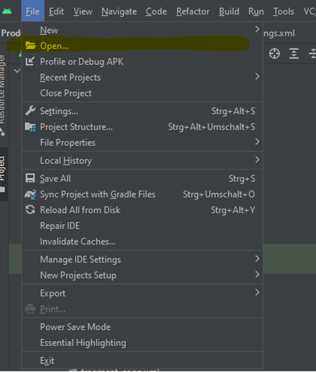 File Edit View Navigate Code Refactor Build Run Tools VC
Prod
New
ngs.xml
Open...
Profile or Debug APK
Recent Projects
Close Project
Settings... Strg+Alt+S
Project Structure... Strg+Alt+Umschalt+S
File Properties
Local History
Save All Strg+S
Sync Project with Gradle Files Strg+Umschalt+O
Reload All from Disk Strg+Alt+Y
Repair IDE
Invalidate Caches...
Manage IDE Settings
New Projects Setup
Export
Print...
Power Save Mode
Essential Highlighting
Exit
Resource Manager
Project